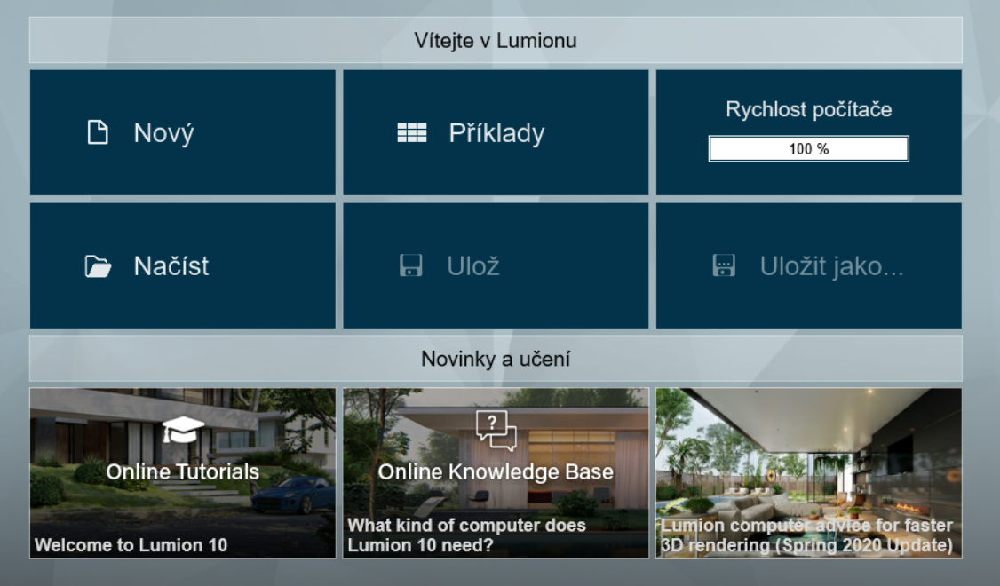 Vítejte v Lumionu
Nový
Příklady
Rychlost počítače
100 %
Načíst
Ulož
Uložit jako...
Novinky a učení
Online Tutorials
Welcome to Lumion 10
Online Knowledge Base
What kind of computer does
Lumion 10 need?
Lumion computer advice for faster
3D rendering (Spring 2020 Update)